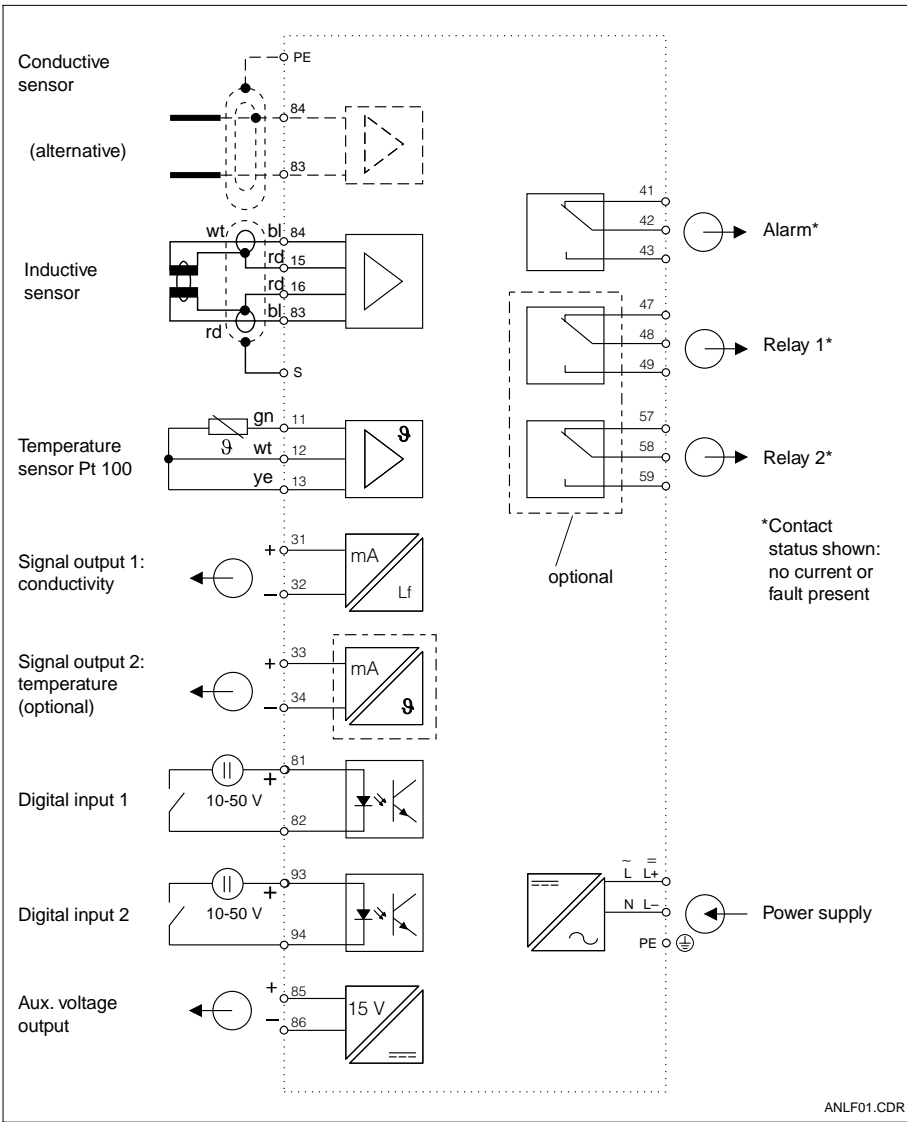 Conductive
sensor
PE
84
(alternative)
83
wt
bl
84
rd
15
Inductive
sensor
rd
16
bl
83
rd
S
gn
11
ϑ
Temperature
sensor Pt 100
ϑ
wt
12
ye
13
Signal output 1:
conductivity
+
31
mA
–
32
Lf
Signal output 2:
temperature
(optional)
+
33
mA
–
34
ϑ
Digital input 1
81
+
10-50 V
82
Digital input 2
93
+
10-50 V
94
Aux. voltage
output
+
85
15 V
–
86
41
42
43
Alarm*
47
48
49
Relay 1*
57
58
59
Relay 2*
optional
*Contact
status shown:
no current or
fault present
~ =
L L+
N L–
PE
Power supply
ANLF01.CDR